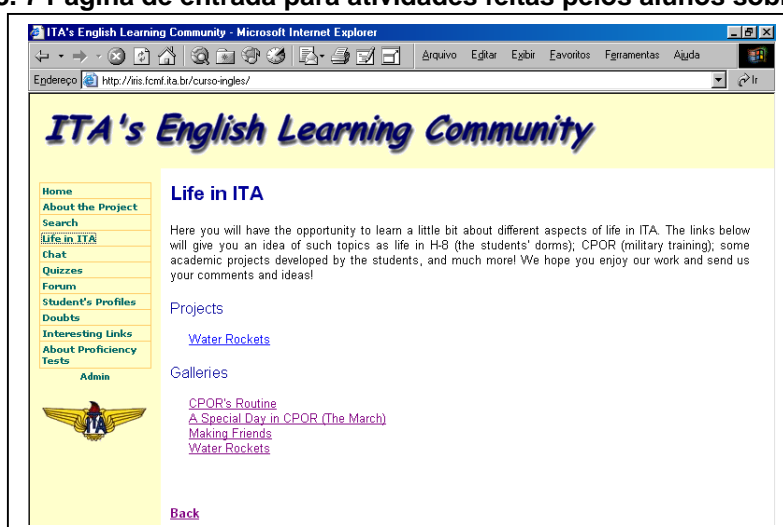 7 Página de entrada para atividades feitas pelos alunos
ITA's English Learning Community - Microsoft Internet Explorer
Arquivo Editar Exibir Favoritos Ferramentas Ajuda
Endereço http://iris.fcmf.ita.br/curso-ingles/ Ir
ITA's English Learning Community
Home
About the Project
Search
Life in ITA
Chat
Quizzes
Forum
Student's Profiles
Doubts
Interesting Links
About Proficiency
Tests
Admin
ITA
Life in ITA
Here you will have the opportunity to learn a little bit about different aspects of life in ITA. The links below
will give you an idea of such topics as life in H-8 (the students' dorms); CPOR (military training); some
academic projects developed by the students, and much more! We hope you enjoy our work and send us
your comments and ideas!
Projects
Water Rockets
Galleries
CPOR's Routine
A Special Day in CPOR (The March)
Making Friends
Water Rockets
Back